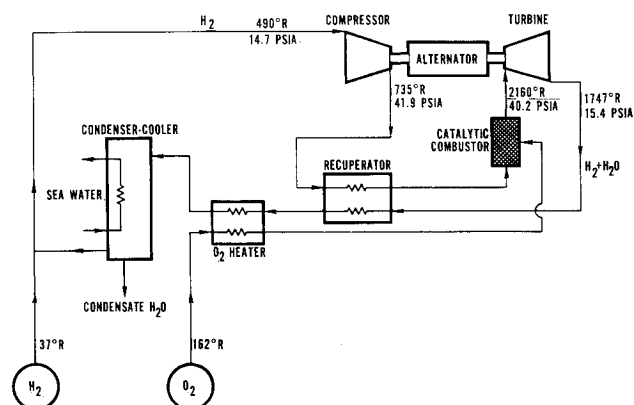 H2
490°R
14.7 PSIA
COMPRESSOR
TURBINE
ALTERNATOR
735°R
41.9 PSIA
2160°R
40.2 PSIA
1747°R
15.4 PSIA
CATALYTIC
COMBUSTOR
CONDENSER-COOLER
RECUPERATOR
H2+H2O
SEA WATER
O2 HEATER
CONDENSATE H2O
37°R
162°R
H2
O2